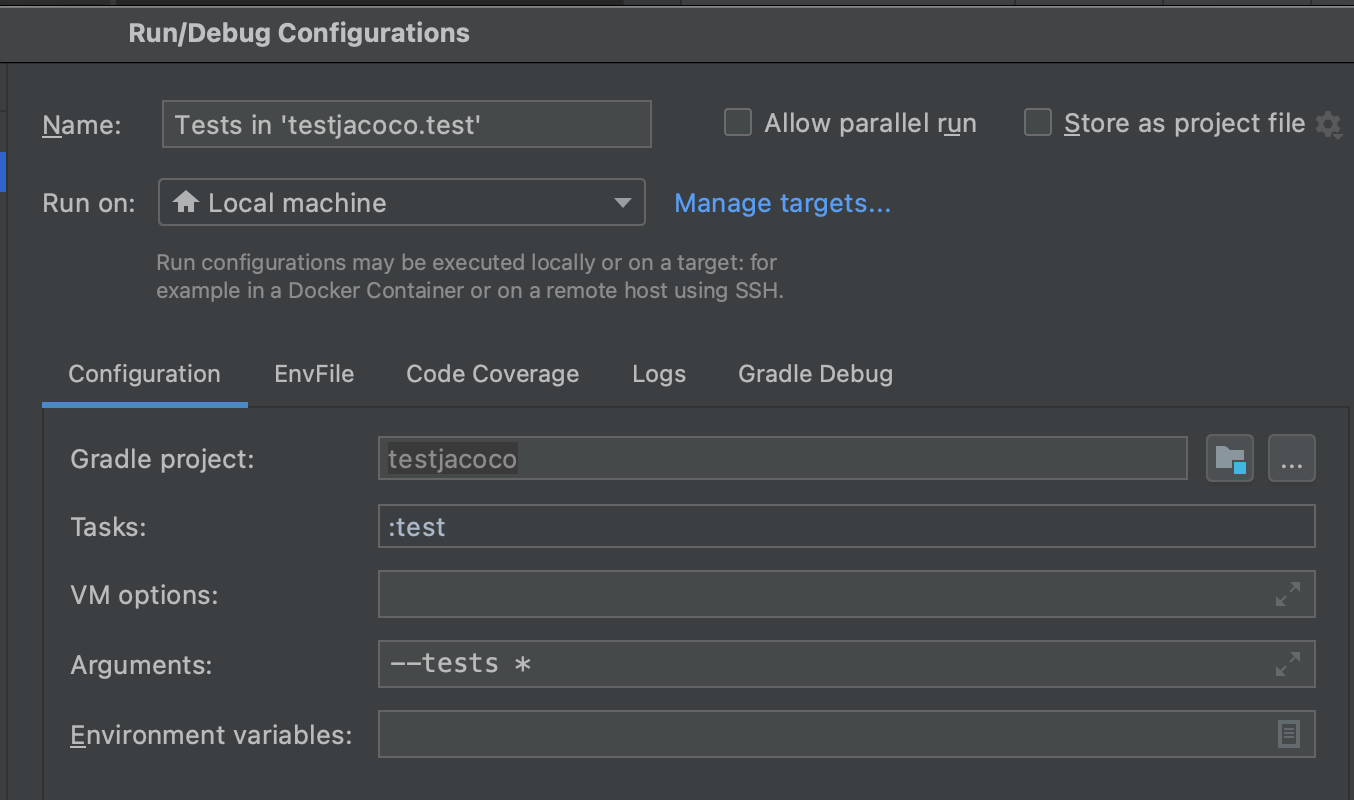 Run/Debug Configurations
Name: Tests in 'testjacoco.test' Allow parallel run Store as project file
Run on: Local machine Manage targets...
Run configurations may be executed locally or on a target: for
example in a Docker Container or on a remote host using SSH.
Configuration EnvFile Code Coverage Logs Gradle Debug
Gradle project: testjacoco ...
Tasks: :test
VM options:
Arguments: --tests *
Environment variables: